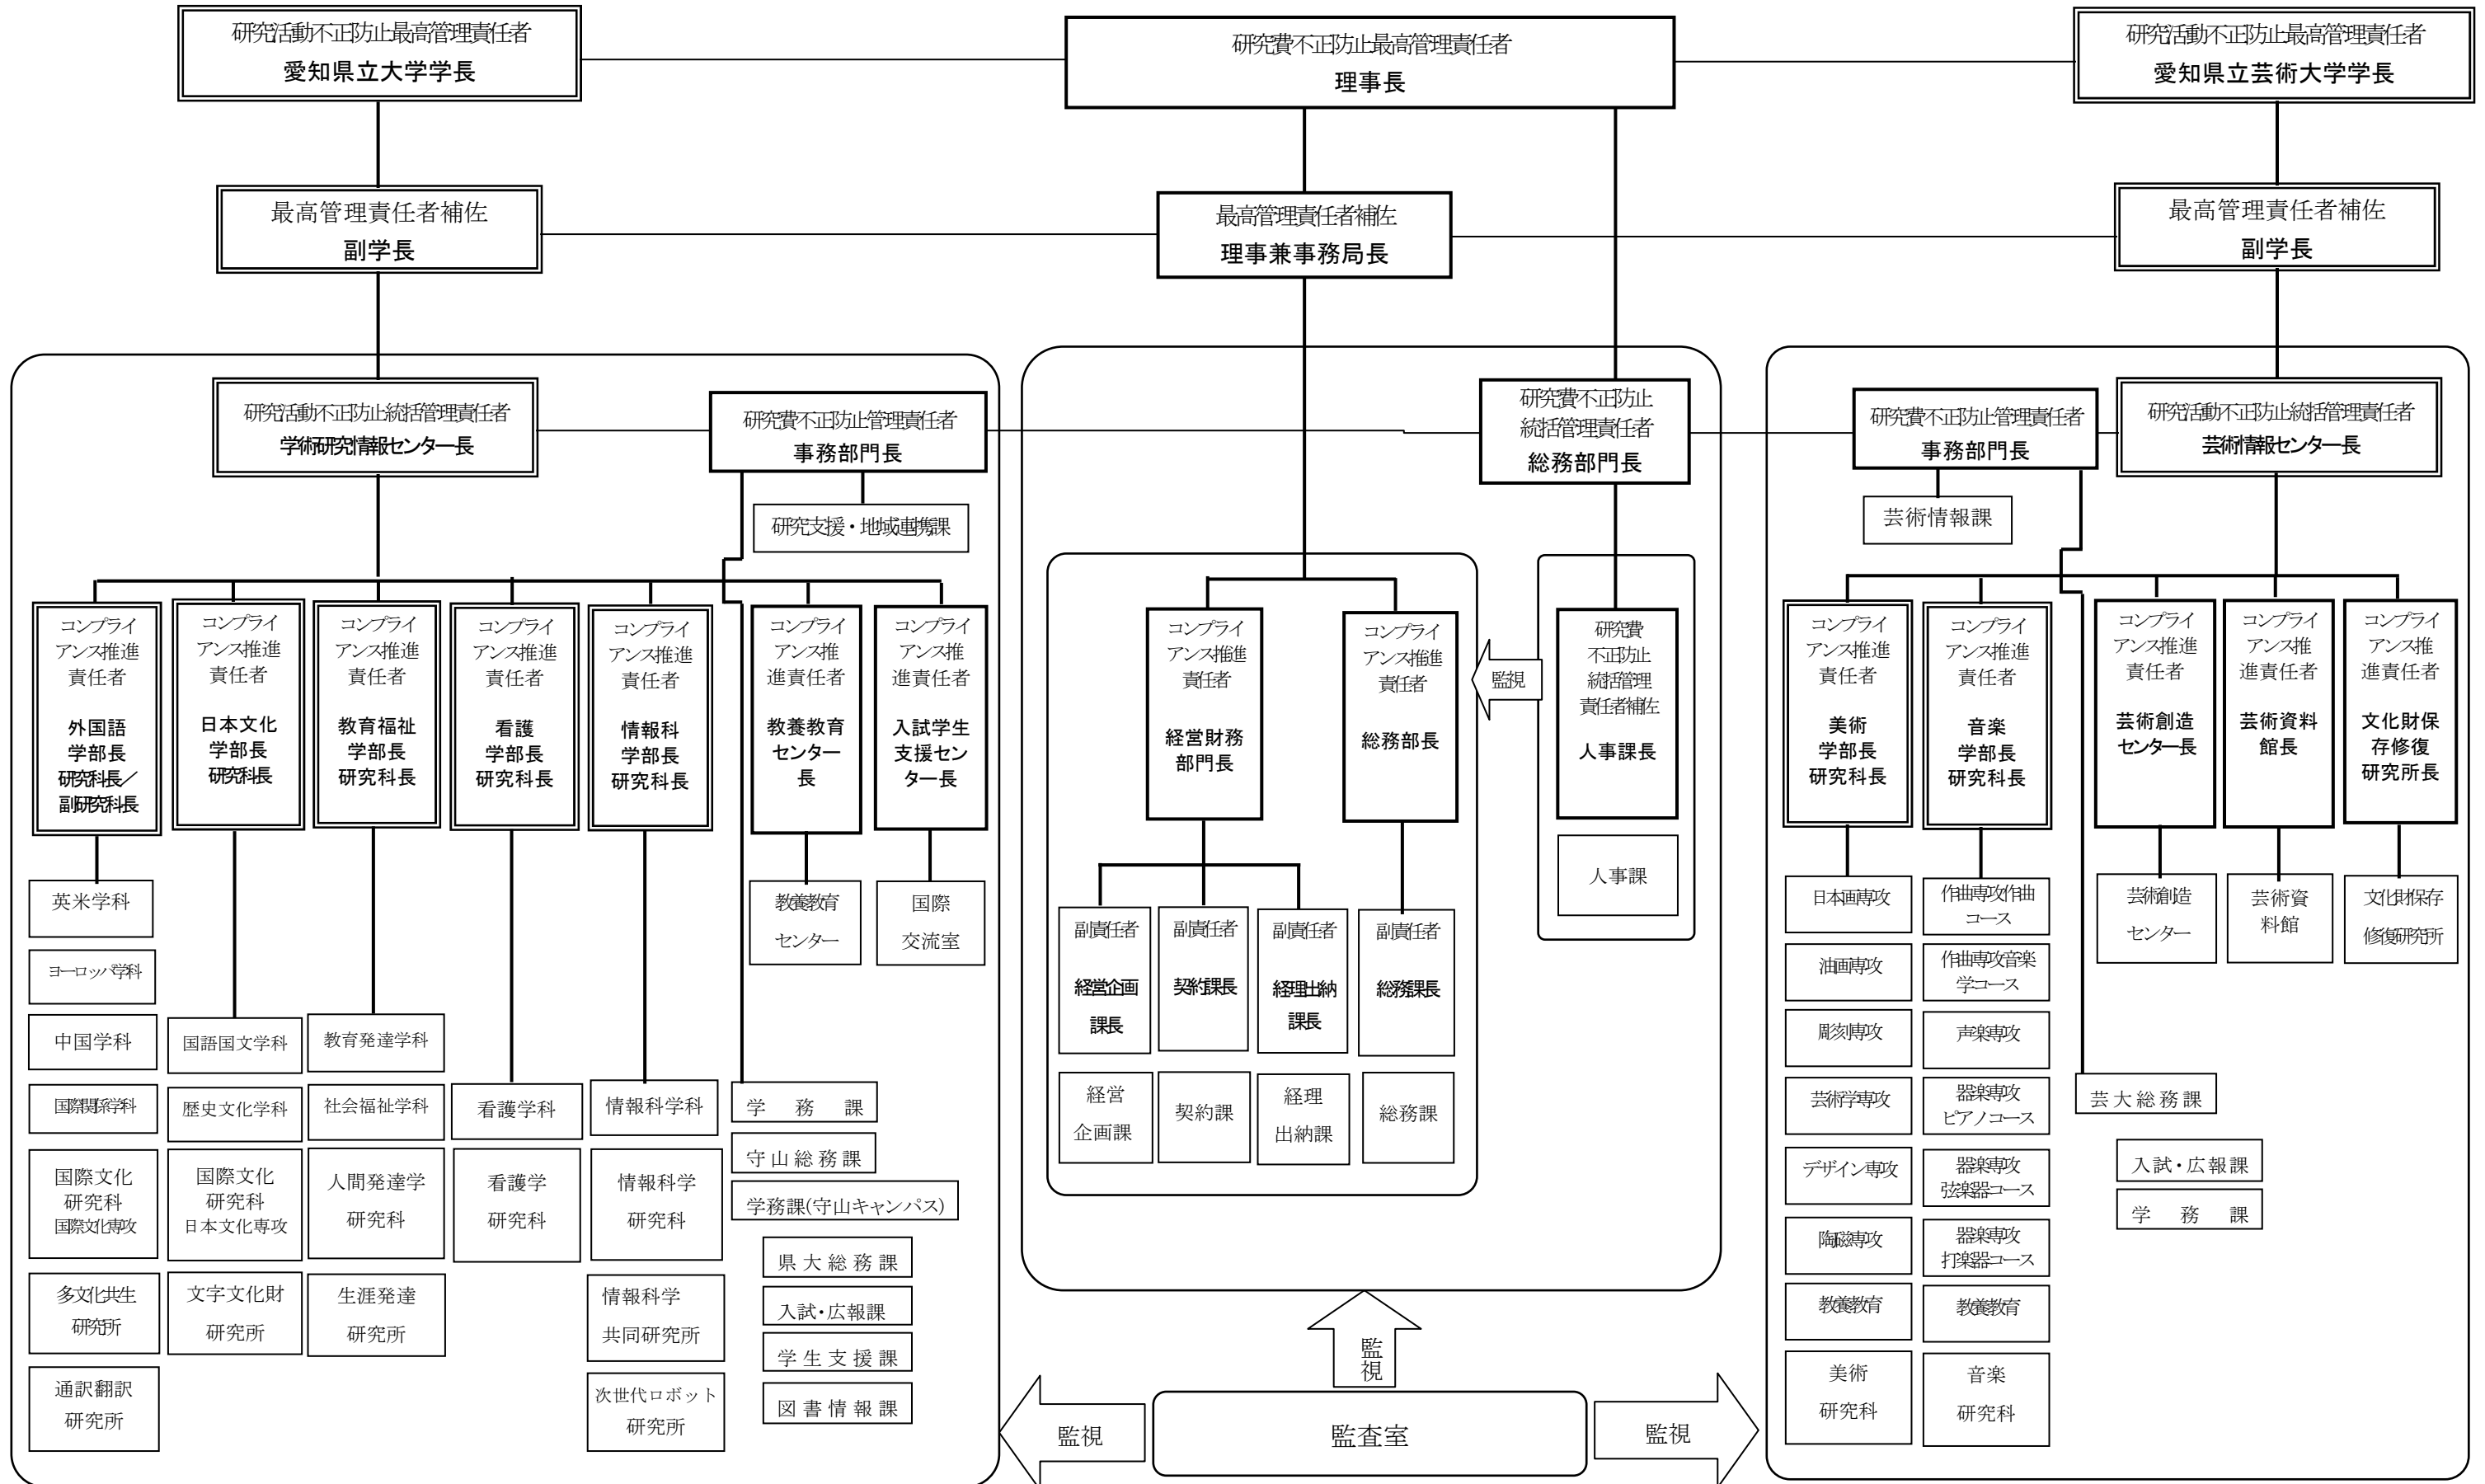 研究活動不正防止最高管理責任者
愛知県立大学学長
研究費不正防止最高管理責任者
理事長
研究活動不正防止最高管理責任者
愛知県立芸術大学学長
最高管理責任者補佐
副学長
最高管理責任者補佐
理事兼事務局長
最高管理責任者補佐
副学長
研究活動不正防止統括管理責任者
学術研究情報センター長
研究費不正防止管理責任者
事務部門長
研究支援・地域連携課
研究費不正防止
統括管理責任者
総務部門長
研究費不正防止管理責任者
事務部門長
芸術情報課
研究活動不正防止統括管理責任者
芸術情報センター長
コンプライ
アンス推進
責任者
外国語
学部長
研究科長／
副研究科長
コンプライ
アンス推進
責任者
日本文化
学部長
研究科長
コンプライ
アンス推進
責任者
教育福祉
学部長
研究科長
コンプライ
アンス推進
責任者
看護
学部長
研究科長
コンプライ
アンス推進
責任者
情報科
学部長
研究科長
コンプライ
アンス推
進責任者
教養教育
センター
長
コンプライ
アンス推
進責任者
入試学生
支援セン
ター長
コンプライ
アンス推進
責任者
経営財務
部門長
コンプライ
アンス推進
責任者
総務部長
監視
研究費
不正防止
統括管理
責任者補佐
人事課長
人事課
コンプライ
アンス推進
責任者
美術
学部長
研究科長
コンプライ
アンス推進
責任者
音楽
学部長
研究科長
コンプライ
アンス推進
責任者
芸術創造
センター長
コンプライ
アンス推
進責任者
芸術資料
館長
コンプライ
アンス推
進責任者
文化財保
存修復
研究所長
英米学科
ヨーロッパ学科
中国学科
国際関係学科
国際文化
研究科
国際文化専攻
多文化共生
研究所
通訳翻訳
研究所
国語国文学科
歴史文化学科
国際文化
研究科
日本文化専攻
文字文化財
研究所
教育発達学科
社会福祉学科
人間発達学
研究科
生涯発達
研究所
看護学科
看護学
研究科
情報科学科
情報科学
研究科
情報科学
共同研究所
次世代ロボット
研究所
教養教育
センター
国際
交流室
学　務　課
守山総務課
学務課(守山キャンパス)
県大総務課
入試・広報課
学生支援課
図書情報課
副責任者
経営企画
課長
副責任者
契約課長
副責任者
経理出納
課長
副責任者
総務課長
経営
企画課
契約課
経理
出納課
総務課
日本画専攻
油画専攻
彫刻専攻
芸術学専攻
デザイン専攻
陶磁専攻
教養教育
美術
研究科
作曲専攻作曲
コース
作曲専攻音楽
学コース
声楽専攻
器楽専攻
ピアノコース
器楽専攻
弦楽器コース
器楽専攻
打楽器コース
教養教育
音楽
研究科
芸術創造
センター
芸術資
料館
文化財保存
修復研究所
芸大総務課
入試・広報課
学　務　課
監
視
監視
監査室
監視